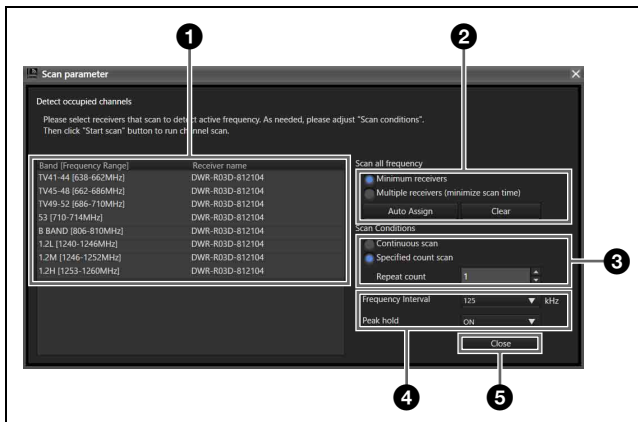 1
2
Scan parameter
Detect occupied channels
Please select receivers that scan to detect active frequency. As needed, please adjust "Scan conditions".
Then click "Start scan" button to run channel scan.
Band [Frequency Range] Receiver name
TV41-44 [638-662MHz] DWR-R03D-812104
TV45-48 [662-686MHz] DWR-R03D-812104
TV49-52 [686-710MHz] DWR-R03D-812104
53 [710-714MHz] DWR-R03D-812104
B BAND [806-810MHz] DWR-R03D-812104
1.2L [1240-1246MHz] DWR-R03D-812104
1.2M [1246-1252MHz] DWR-R03D-812104
1.2H [1253-1260MHz] DWR-R03D-812104
Scan all frequency
Minimum receivers
Multiple receivers (minimize scan time)
Auto Assign Clear
Scan Conditions
Continuous scan
Specified count scan
Repeat count 1
3
Frequency Interval 125 kHz
Peak hold ON
Close
4
5